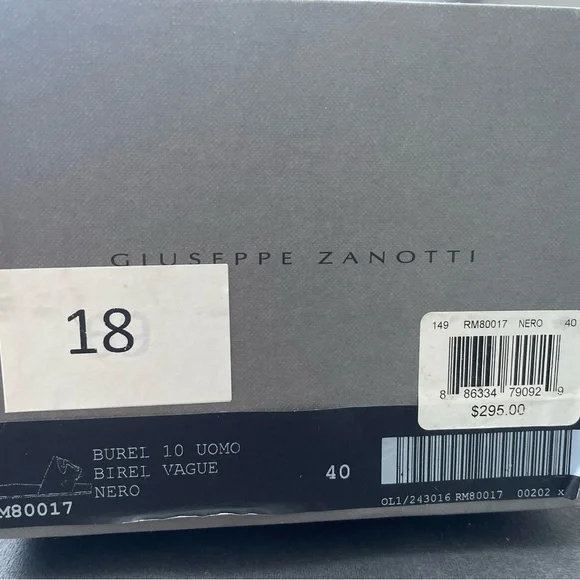 GIUSEPPE ZANOTTI
18
149 RM80017 NERO 40
8 86334 79092 9
$295.00
BUREL 10 UOMO
BIREL VAGUE 40
NERO
M80017
OL1/243016 RM80017 00202 x